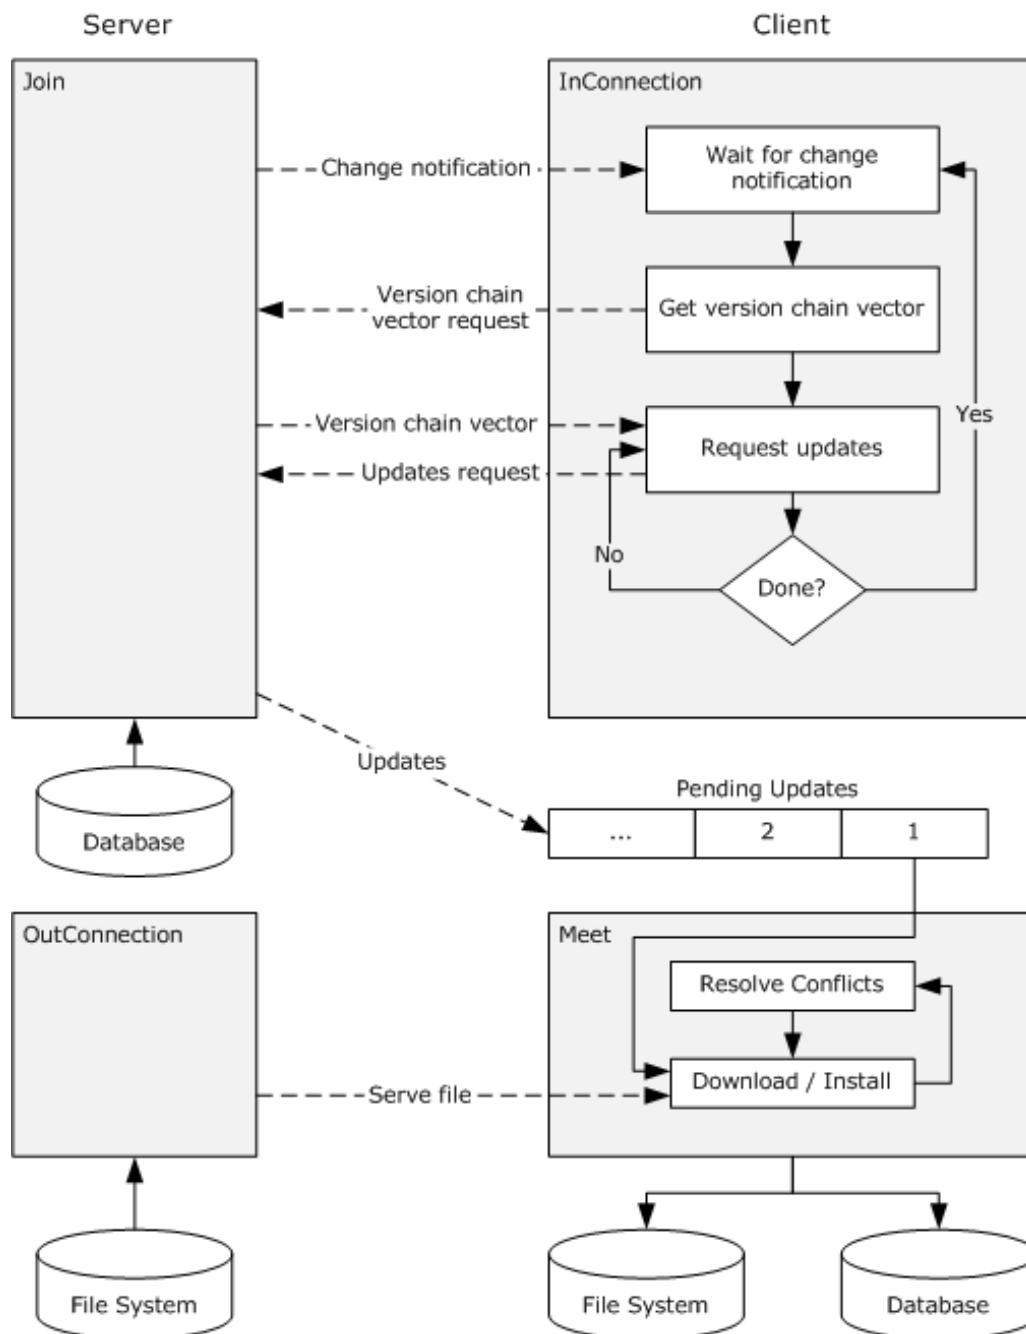 Server
Client
Join
InConnection
Wait for change
notification
Change notification
Version chain
vector request
Get version chain vector
Version chain vector
Yes
Request updates
Updates request
No
Done?
Updates
Pending Updates
...
2
1
Database
OutConnection
Meet
Resolve Conflicts
Download / Install
Serve file
File System
File System
Database